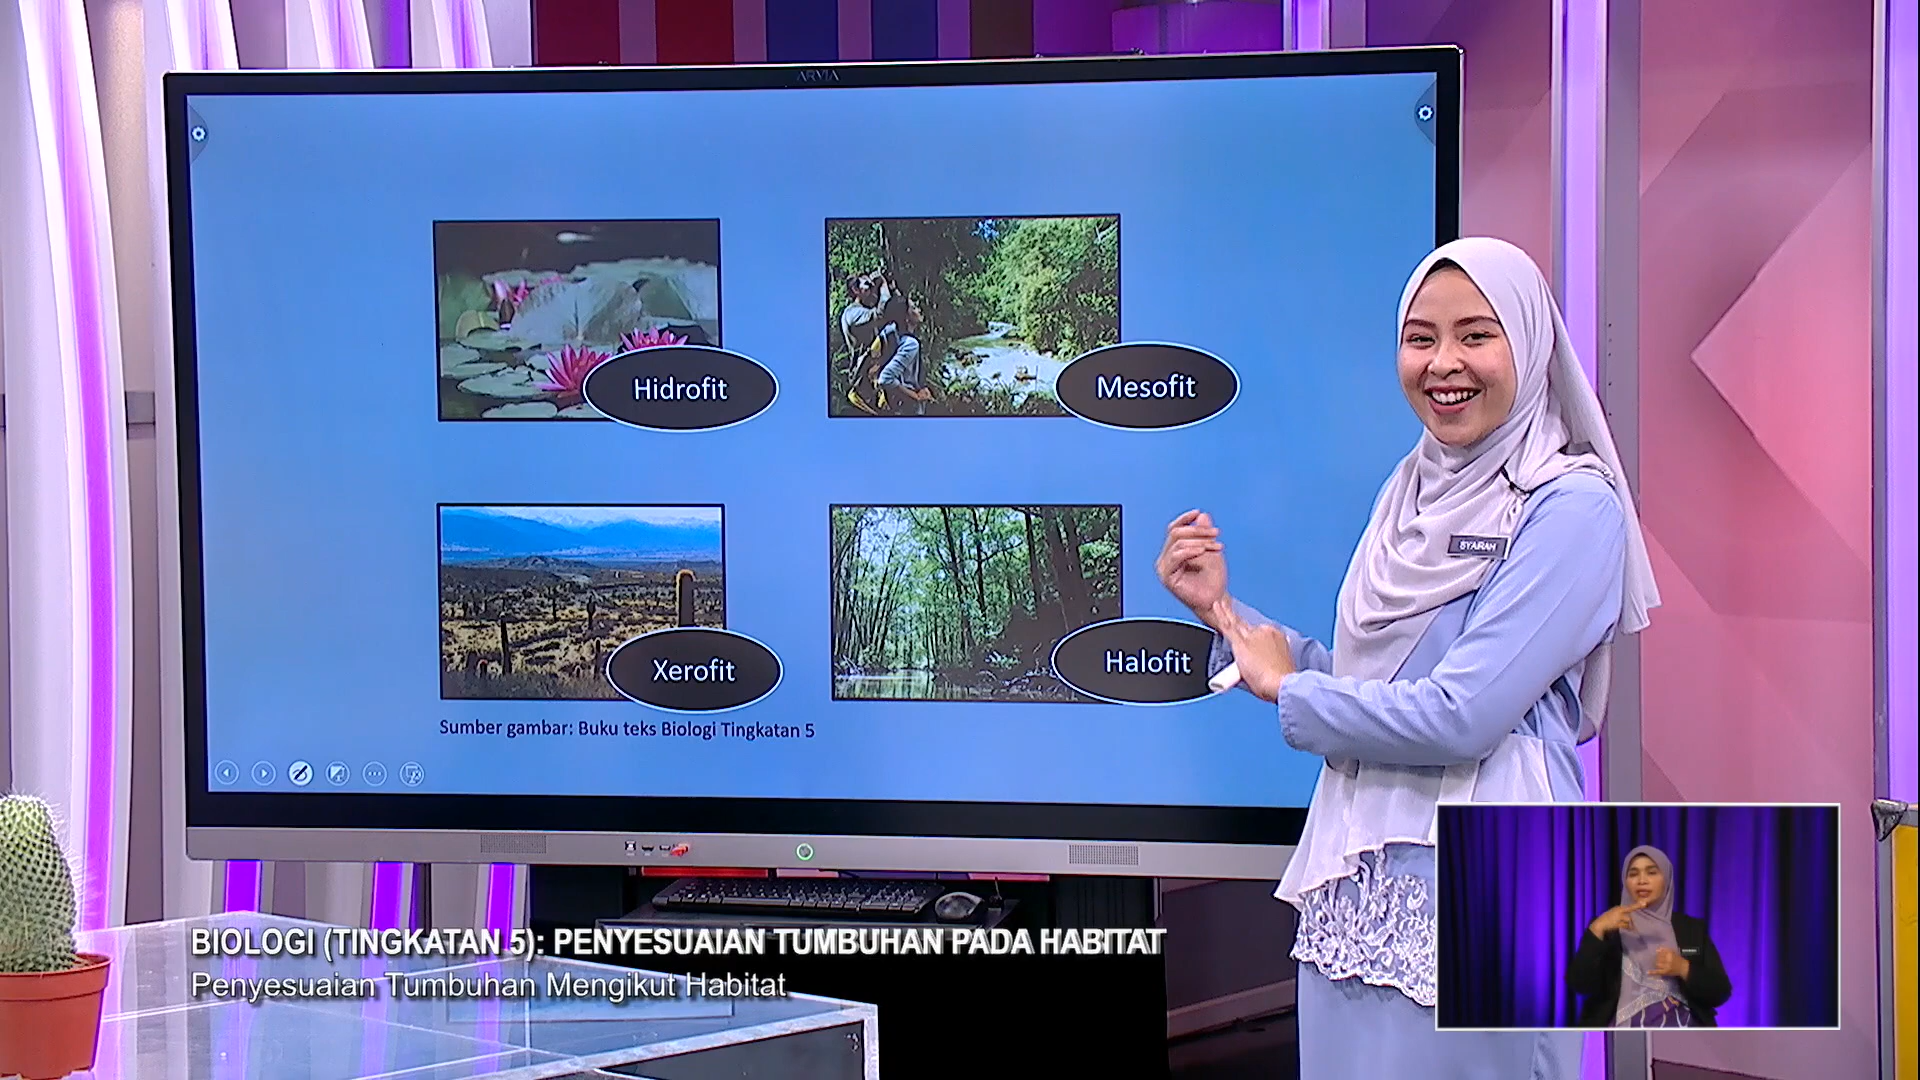 ARVIA
Hidrofit
Mesofit
Xerofit
Halofit
Sumber gambar: Buku teks Biologi Tingkatan 5
SYAIRAH
BIOLOGI (TINGKATAN 5): PENYESUAIAN TUMBUHAN PADA HABITAT
Penyesuaian Tumbuhan Mengikut Habitat